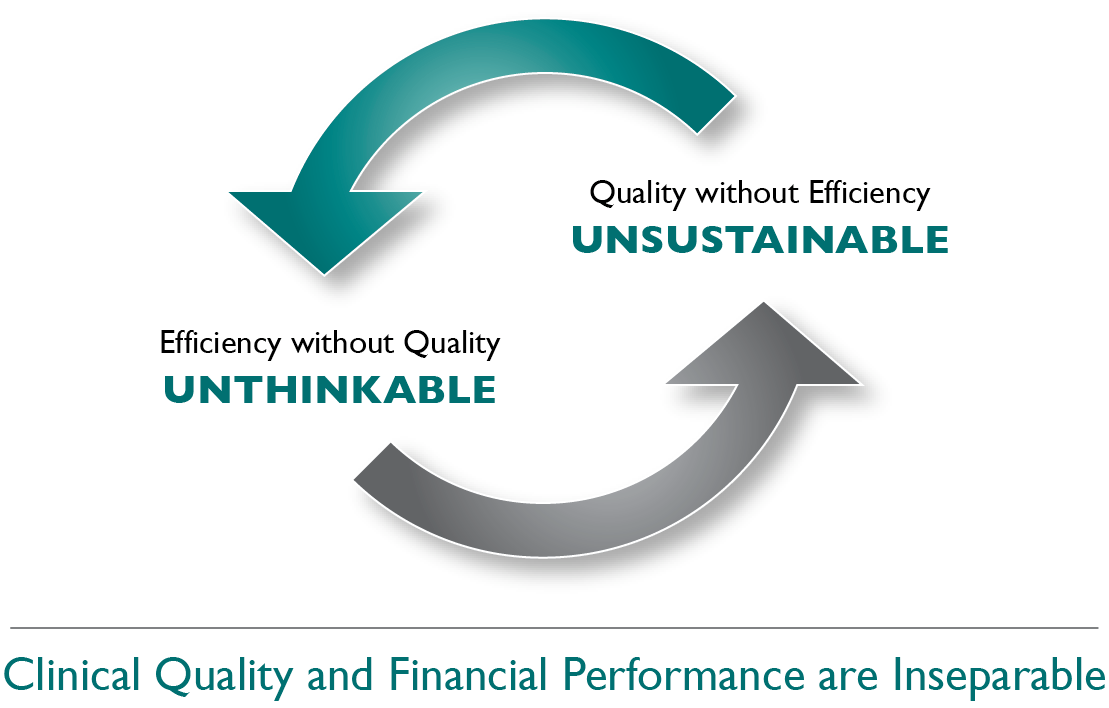 Quality without Efficiency
UNSUSTAINABLE
Efficiency without Quality
UNTHINKABLE
Clinical Quality and Financial Performance are Inseparable